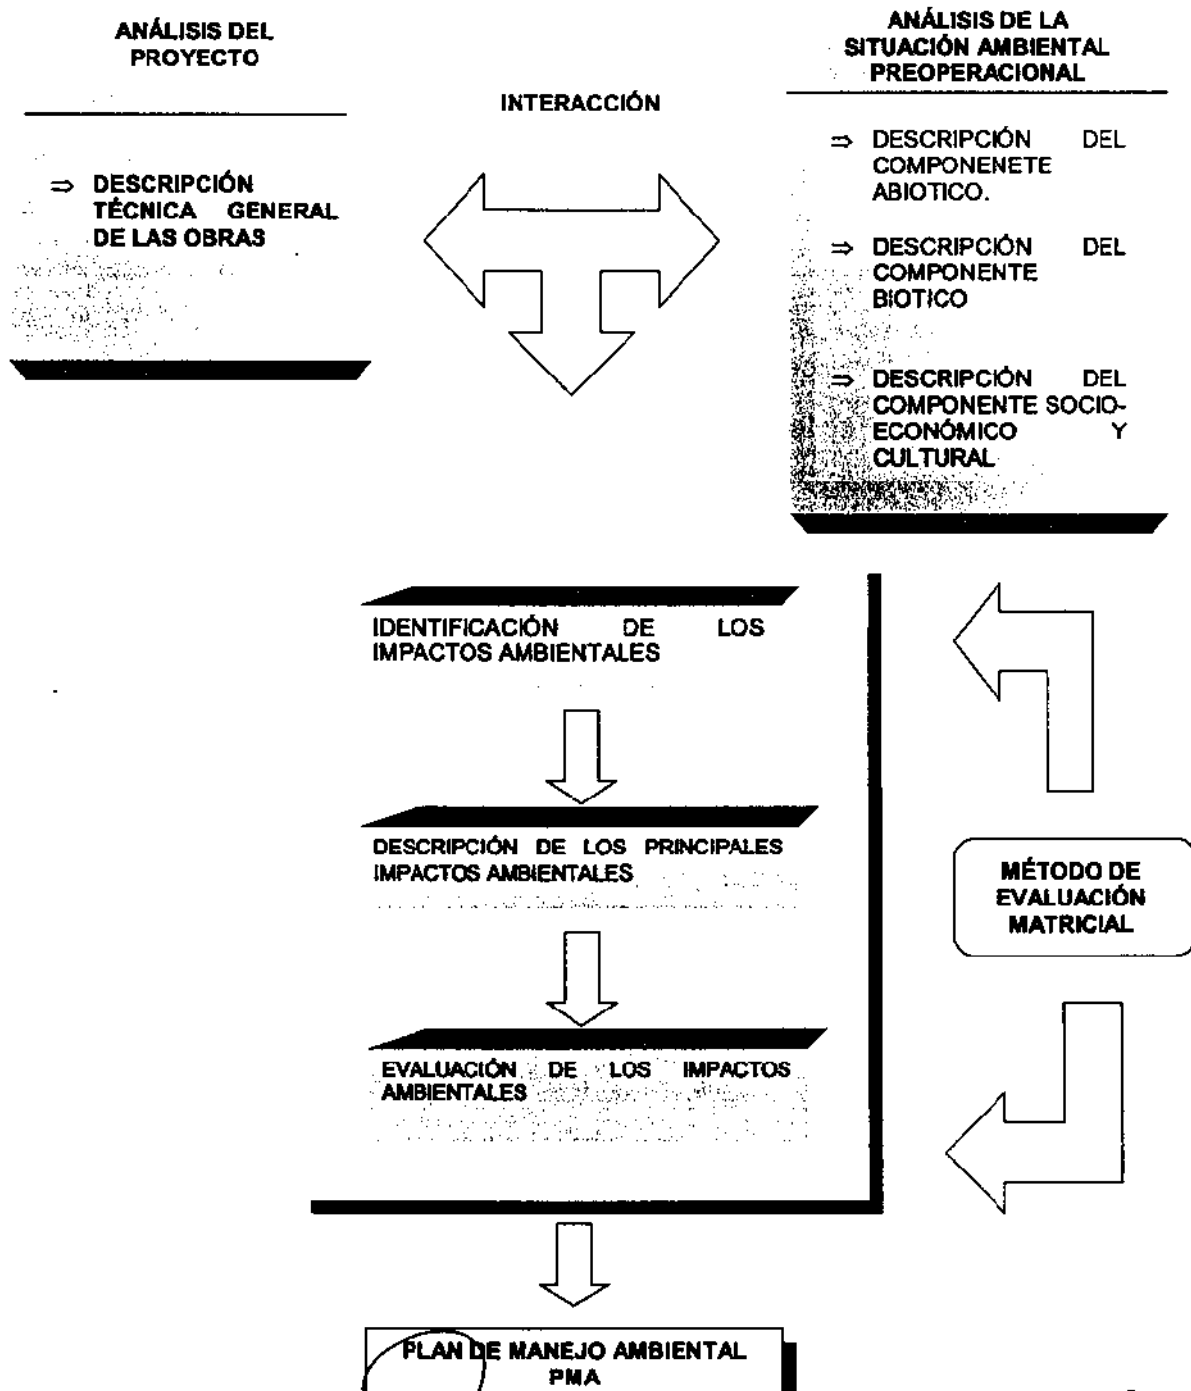 ANÁLISIS DEL
PROYECTO
⇒ DESCRIPCIÓN
TÉCNICA GENERAL
DE LAS OBRAS
INTERACCIÓN
ANÁLISIS DE LA
SITUACIÓN AMBIENTAL
PREOPERACIONAL
⇒ DESCRIPCIÓN DEL
COMPONENETE
ABIOTICO.
⇒ DESCRIPCIÓN DEL
COMPONENTE
BIOTICO
⇒ DESCRIPCIÓN DEL
COMPONENTE SOCIO-
ECONÓMICO Y
CULTURAL
IDENTIFICACIÓN DE LOS
IMPACTOS AMBIENTALES
DESCRIPCIÓN DE LOS PRINCIPALES
IMPACTOS AMBIENTALES
EVALUACIÓN DE LOS IMPACTOS
AMBIENTALES
MÉTODO DE
EVALUACIÓN
MATRICIAL
PLAN DE MANEJO AMBIENTAL
PMA